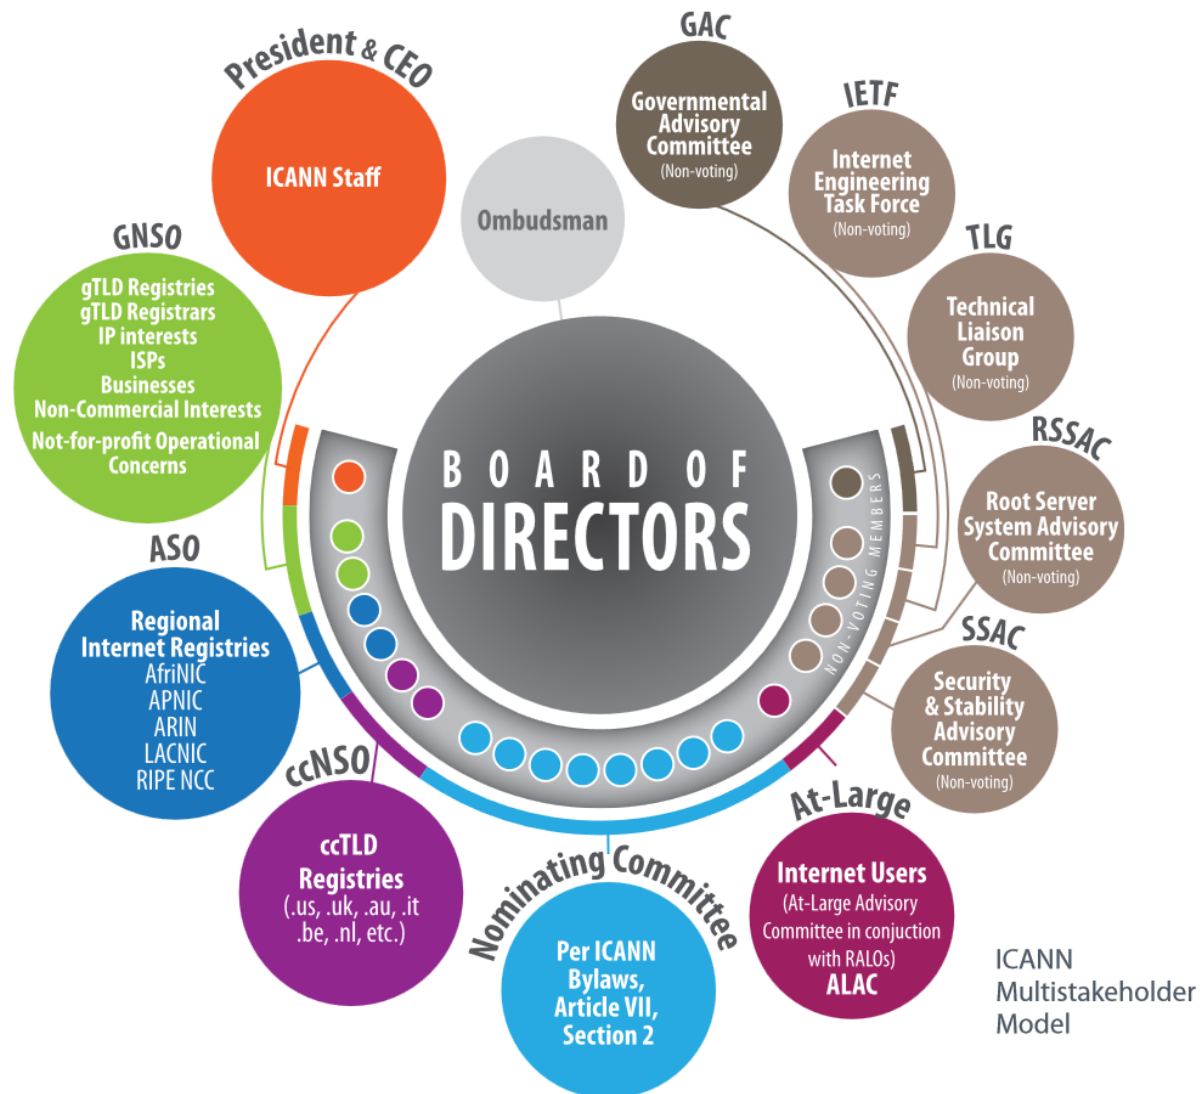 President & CEO
ICANN Staff
Ombudsman
GAC
Governmental
Advisory
Committee
(Non-voting)
IETF
Internet
Engineering
Task Force
(Non-voting)
TLG
Technical
Liaison
Group
(Non-voting)
RSSAC
Root Server
System Advisory
Committee
(Non-voting)
SSAC
Security
& Stability
Advisory
Committee
(Non-voting)
GNSO
gTLD Registries
gTLD Registrars
IP interests
ISPs
Businesses
Non-Commercial Interests
Not-for-profit Operational
Concerns
BOARD OF
DIRECTORS
NON-VOTING MEMBERS
ASO
Regional
Internet Registries
AfriNIC
APNIC
ARIN
LACNIC
RIPE NCC
ccNSO
ccTLD
Registries
(.us, .uk, .au, .it
.be, .nl, etc.)
Nominating Committee
Per ICANN
Bylaws,
Article VII,
Section 2
At-Large
Internet Users
(At-Large Advisory
Committee in conjuction
with RALOs)
ALAC
ICANN
Multistakeholder
Model